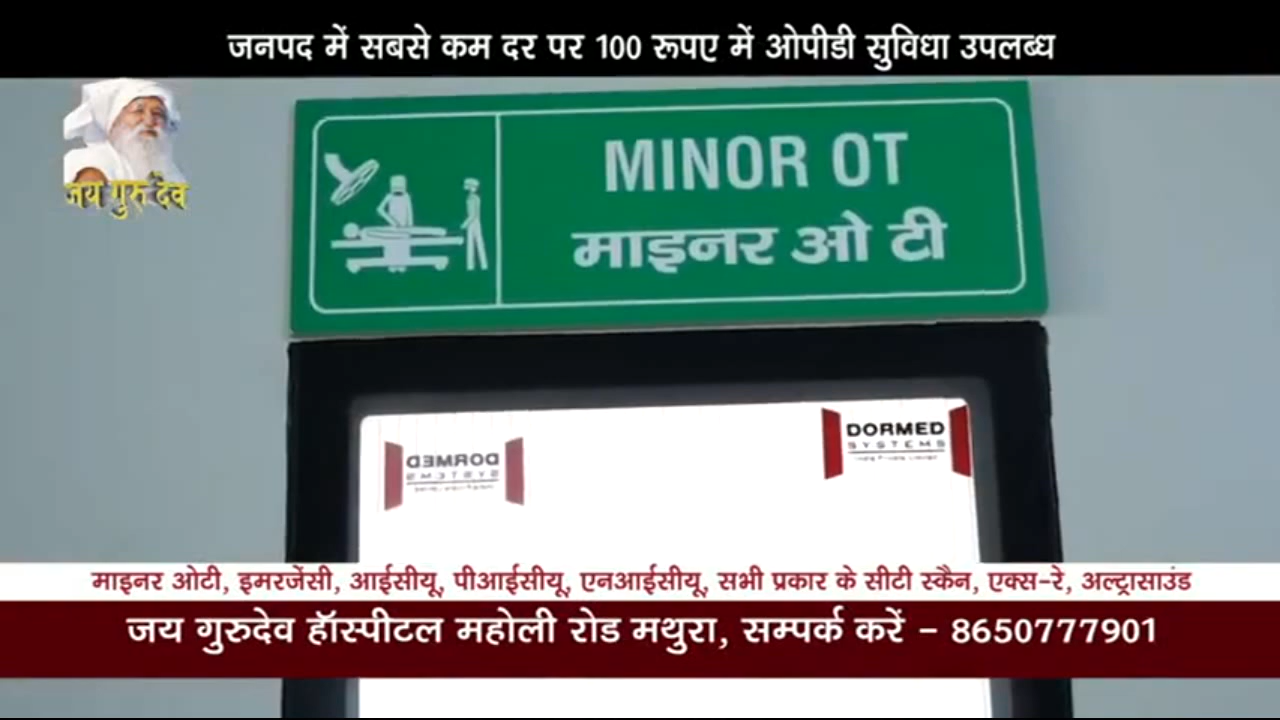 जनपद में सबसे कम दर पर 100 रूपए में ओपीडी सुविधा उपलब्ध
जय गुरु देव
MINOR OT
माइनर ओ टी
DORMED
SYSTEMS
DORMED
SYSTEMS
माइनर ओटी, इमरजेंसी, आईसीयू, पीआईसीयू, एनआईसीयू, सभी प्रकार के सीटी स्कैन, एक्स-रे, अल्ट्रासाउंड
जय गुरुदेव हॉस्पीटल महोली रोड मथुरा, सम्पर्क करें - 8650777901